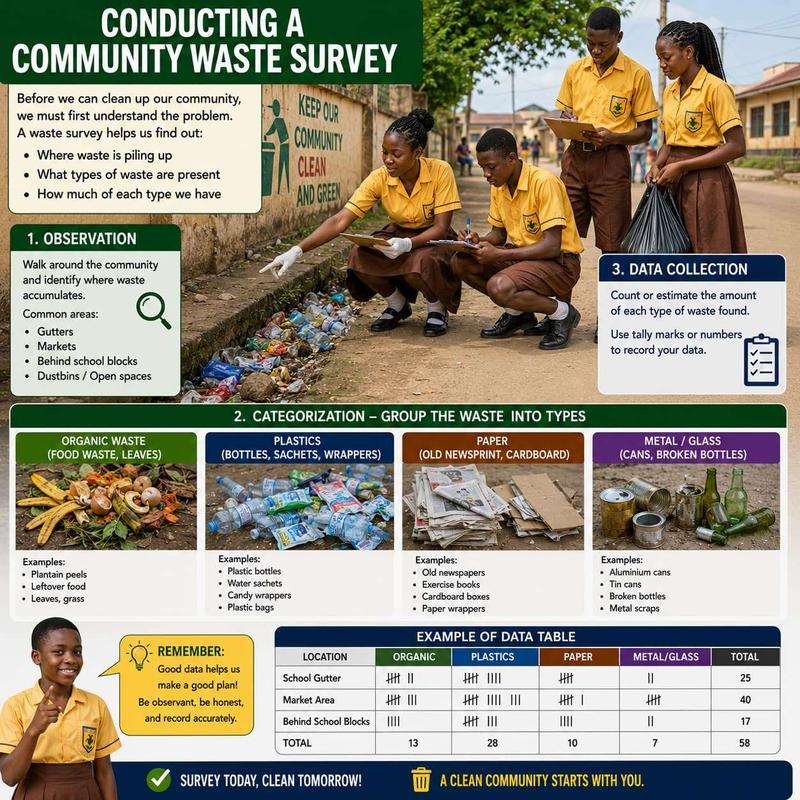 CONDUCTING A
COMMUNITY WASTE SURVEY
Before we can clean up our community,
we must first understand the problem.
A waste survey helps us find out:
• Where waste is piling up
• What types of waste are present
• How much of each type we have
KEEP OUR
COMMUNITY
CLEAN
AND GREEN
1. OBSERVATION
Walk around the community
and identify where waste
accumulates.
Common areas:
• Gutters
• Markets
• Behind school blocks
• Dustbins / Open spaces
3. DATA COLLECTION
Count or estimate the amount
of each type of waste found.
Use tally marks or numbers
to record your data.
2. CATEGORIZATION – GROUP THE WASTE INTO TYPES
ORGANIC WASTE
(FOOD WASTE, LEAVES)
Examples:
• Plantain peels
• Leftover food
• Leaves, grass
PLASTICS
(BOTTLES, SACHETS, WRAPPERS)
Examples:
• Plastic bottles
• Water sachets
• Candy wrappers
• Plastic bags
PAPER
(OLD NEWSPRINT, CARDBOARD)
Examples:
• Old newspapers
• Exercise books
• Cardboard boxes
• Paper wrappers
METAL / GLASS
(CANS, BROKEN BOTTLES)
Examples:
• Aluminium cans
• Tin cans
• Broken bottles
• Metal scraps
REMEMBER:
Good data helps us
make a good plan!
Be observant, be honest,
and record accurately.
EXAMPLE OF DATA TABLE
LOCATION ORGANIC PLASTICS PAPER METAL/GLASS TOTAL
School Gutter 25
Market Area 40
Behind School Blocks 17
TOTAL 13 28 10 7 58
SURVEY TODAY, CLEAN TOMORROW!
A CLEAN COMMUNITY STARTS WITH YOU.